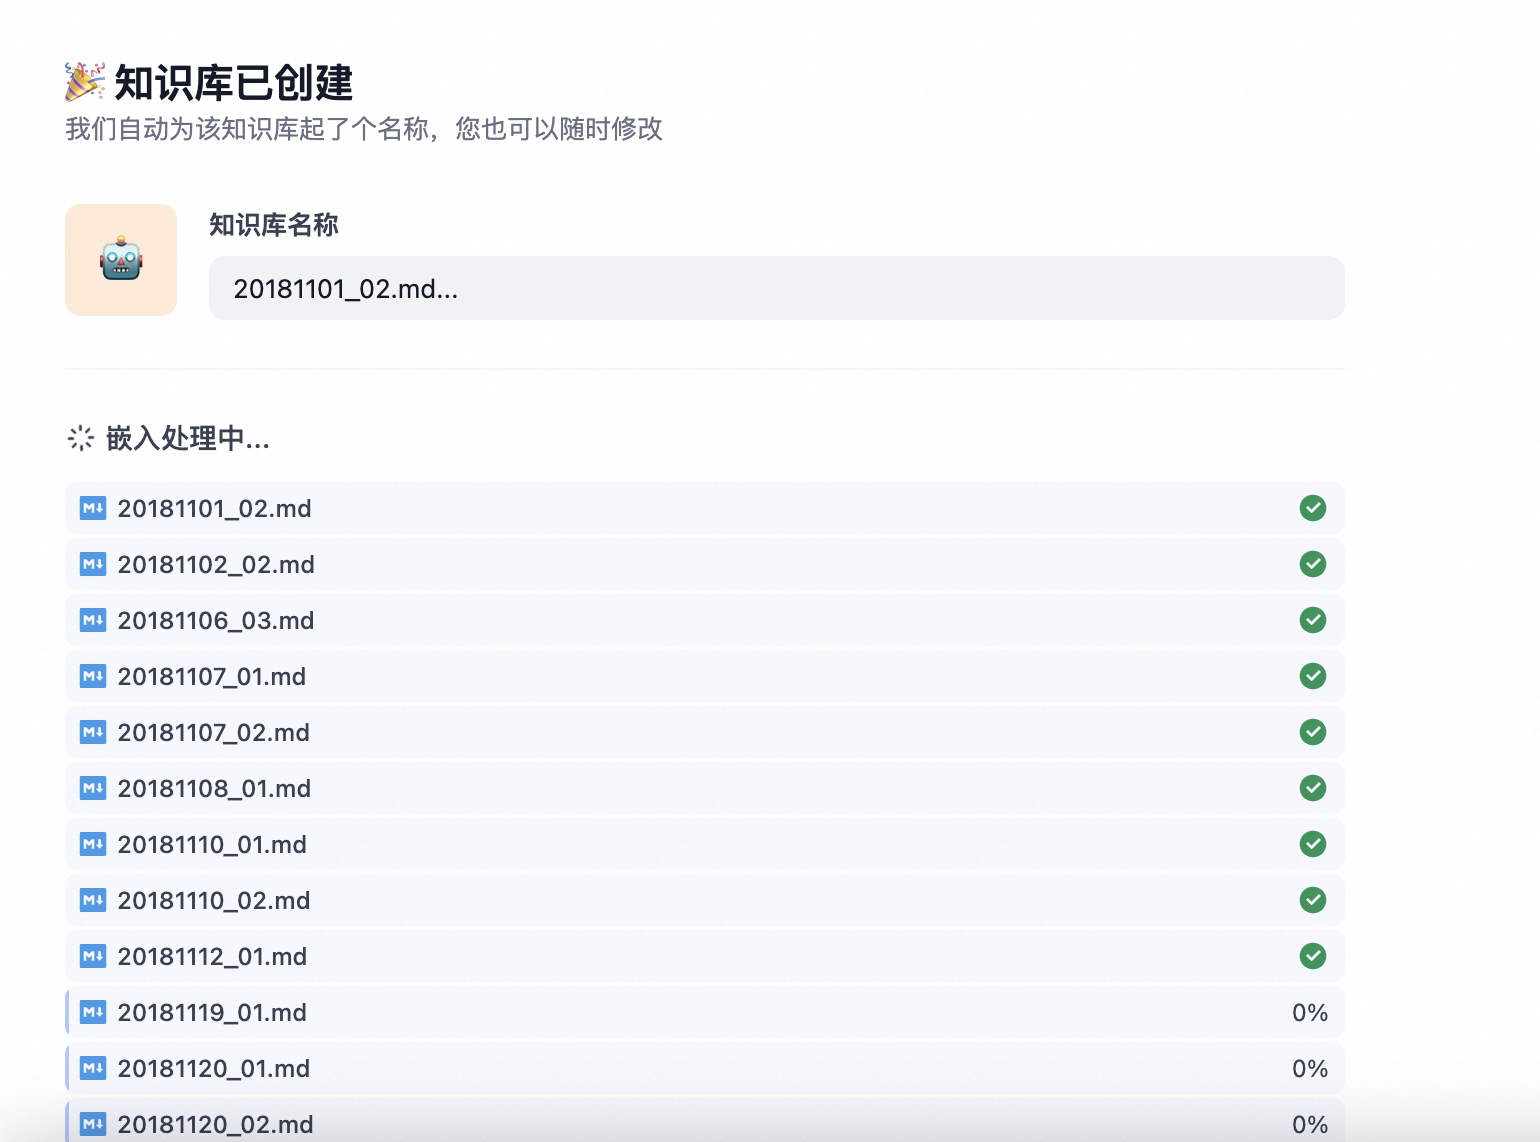 🎉 知识库已创建
我们自动为该知识库起了个名称，您也可以随时修改
知识库名称
20181101_02.md...
嵌入处理中...
20181101_02.md
20181102_02.md
20181106_03.md
20181107_01.md
20181107_02.md
20181108_01.md
20181110_01.md
20181110_02.md
20181112_01.md
20181119_01.md 0%
20181120_01.md 0%
20181120_02.md 0%